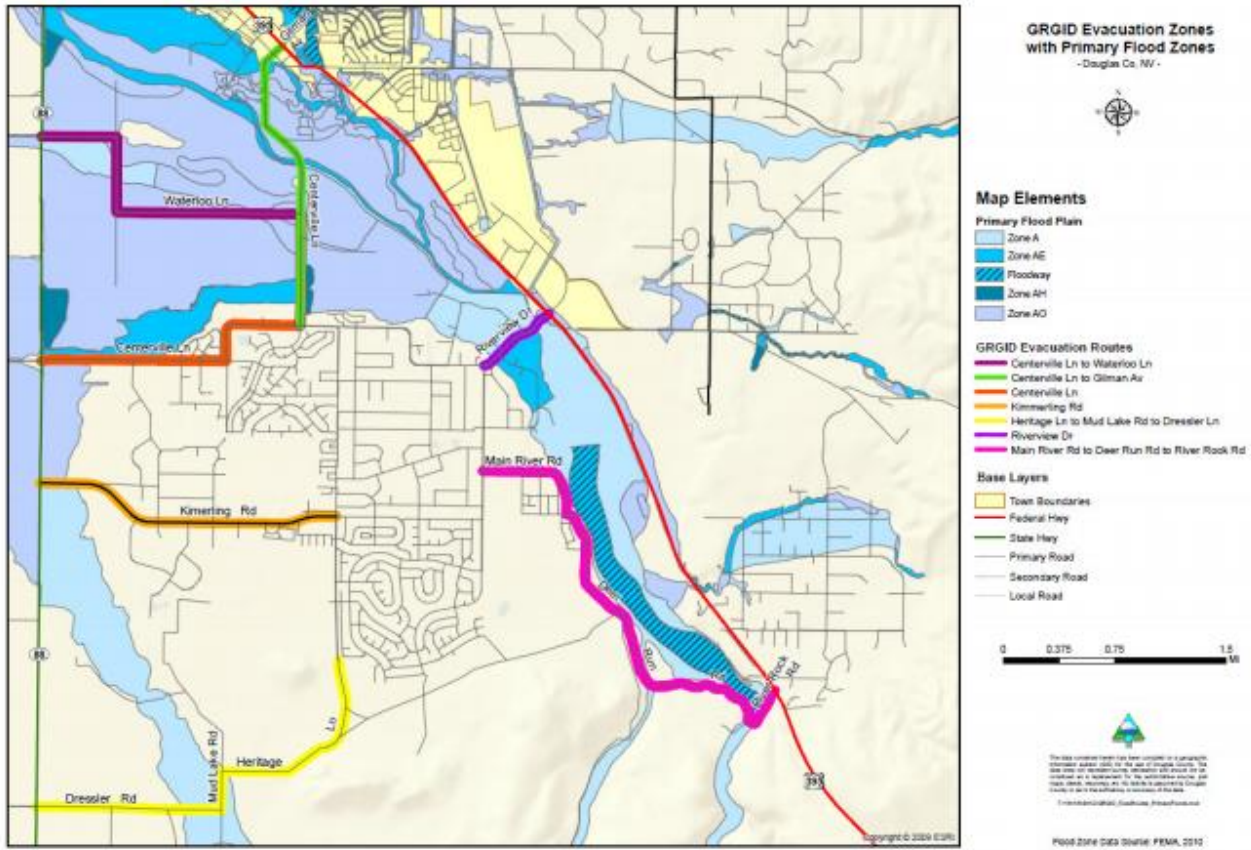 GRGID Evacuation Zones
with Primary Flood Zones
- Douglas Co, NV -
N
S
Map Elements
Primary Flood Plain
Zone A
Zone AE
Floodway
Zone AH
Zone AO
GRGID Evacuation Routes
Centerville Ln to Waterloo Ln
Centerville Ln to Gilman Av
Centerville Ln
Kimmerling Rd
Heritage Ln to Mud Lake Rd to Dressler Ln
Riverview Dr
Main River Rd to Deer Run Rd to River Rock Rd
Base Layers
Town Boundaries
Federal Hwy
State Hwy
Primary Road
Secondary Road
Local Road
0 0.375 0.75 1.5
Mi
Flood Zone Data Source: FEMA, 2010
395
88
Waterloo Ln
Centerville Ln
Centerville Ln
Riverview Dr
Main River Rd
Kimerling Rd
Deer
Run
River Rock
Rd
88
Mud Lake Rd
Heritage
Ln
Dressler Rd
395
Copyright © 2009 ESRI